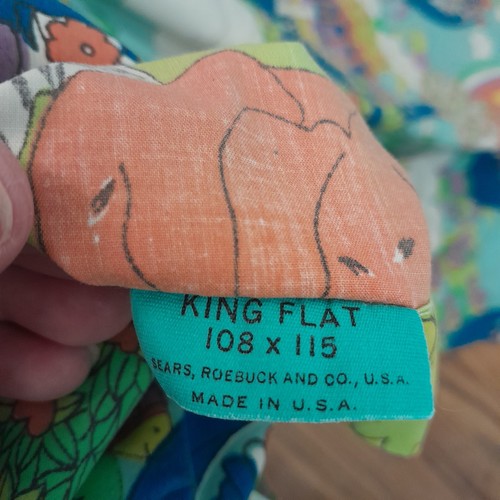 KING FLAT
108 x 115
SEARS, ROEBUCK AND CO., U.S.A.
MADE IN U.S.A.